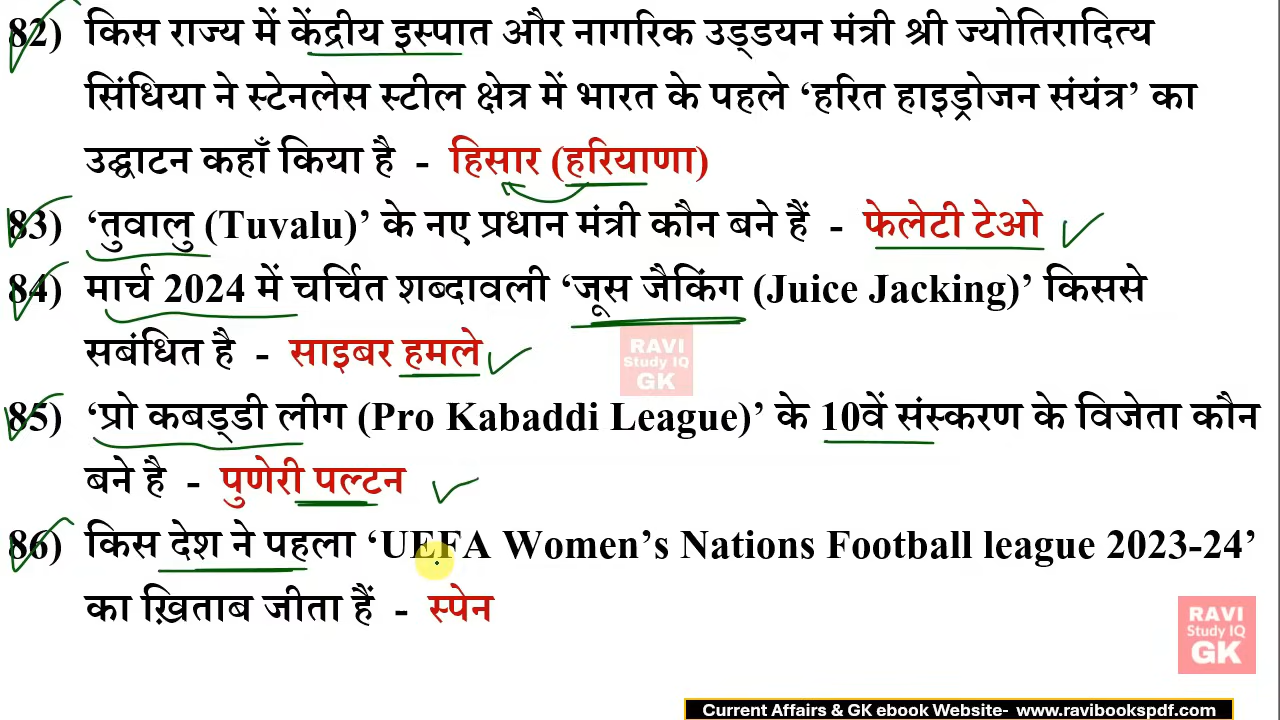 82) किस राज्य में केंद्रीय इस्पात और नागरिक उड्डयन मंत्री श्री ज्योतिरादित्य
सिंधिया ने स्टेनलेस स्टील क्षेत्र में भारत के पहले ‘हरित हाइड्रोजन संयंत्र’ का
उद्घाटन कहाँ किया है - हिसार (हरियाणा)
83) ‘तुवालु (Tuvalu)’ के नए प्रधान मंत्री कौन बने हैं - फेलेटी टेओ
84) मार्च 2024 में चर्चित शब्दावली ‘जूस जैकिंग (Juice Jacking)’ किससे
सबंधित है - साइबर हमले
RAVI
Study IQ
GK
85) ‘प्रो कबड्डी लीग (Pro Kabaddi League)’ के 10वें संस्करण के विजेता कौन
बने है - पुणेरी पल्टन
86) किस देश ने पहला ‘UEFA Women’s Nations Football league 2023-24’
का ख़िताब जीता हैं - स्पेन
RAVI
Study IQ
GK
Current Affairs & GK ebook Website- www.ravibookspdf.com